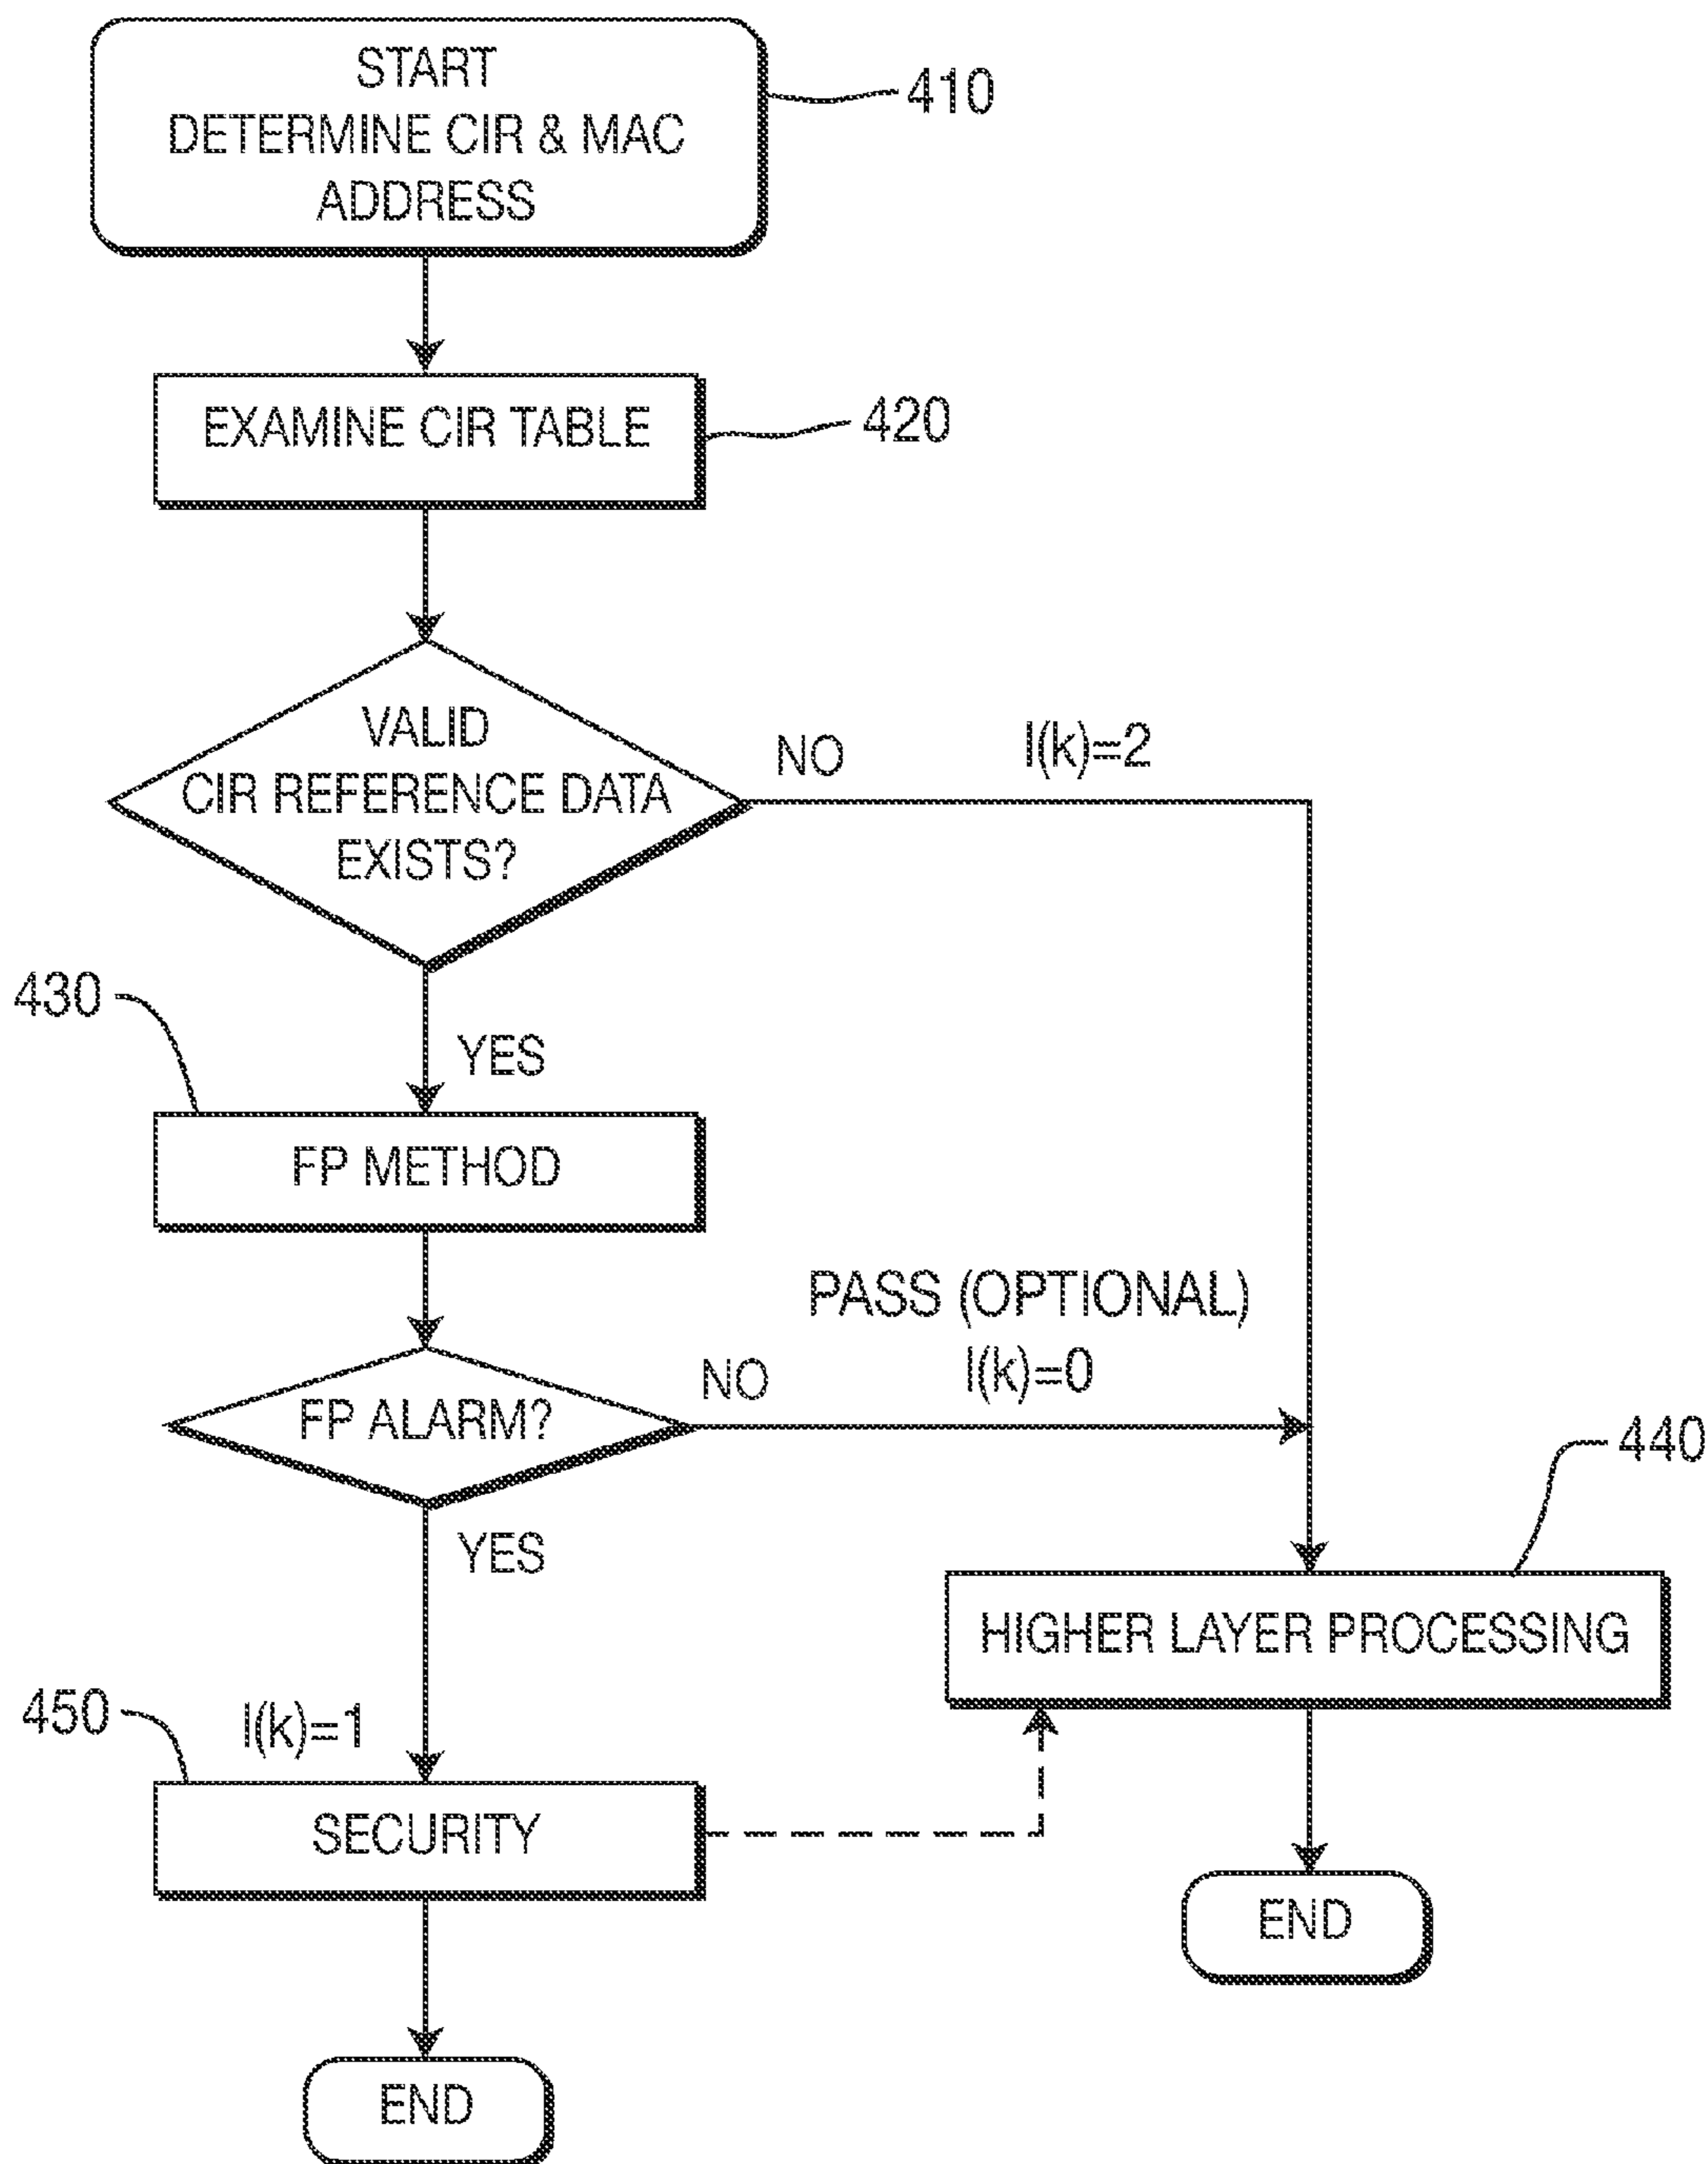 START
DETERMINE CIR & MAC
ADDRESS
410
EXAMINE CIR TABLE
420
VALID
CIR REFERENCE DATA
EXISTS?
NO
I(k)=2
430
YES
FP METHOD
PASS (OPTIONAL)
I(k)=0
NO
FP ALARM?
440
YES
HIGHER LAYER PROCESSING
450
I(k)=1
SECURITY
END
END